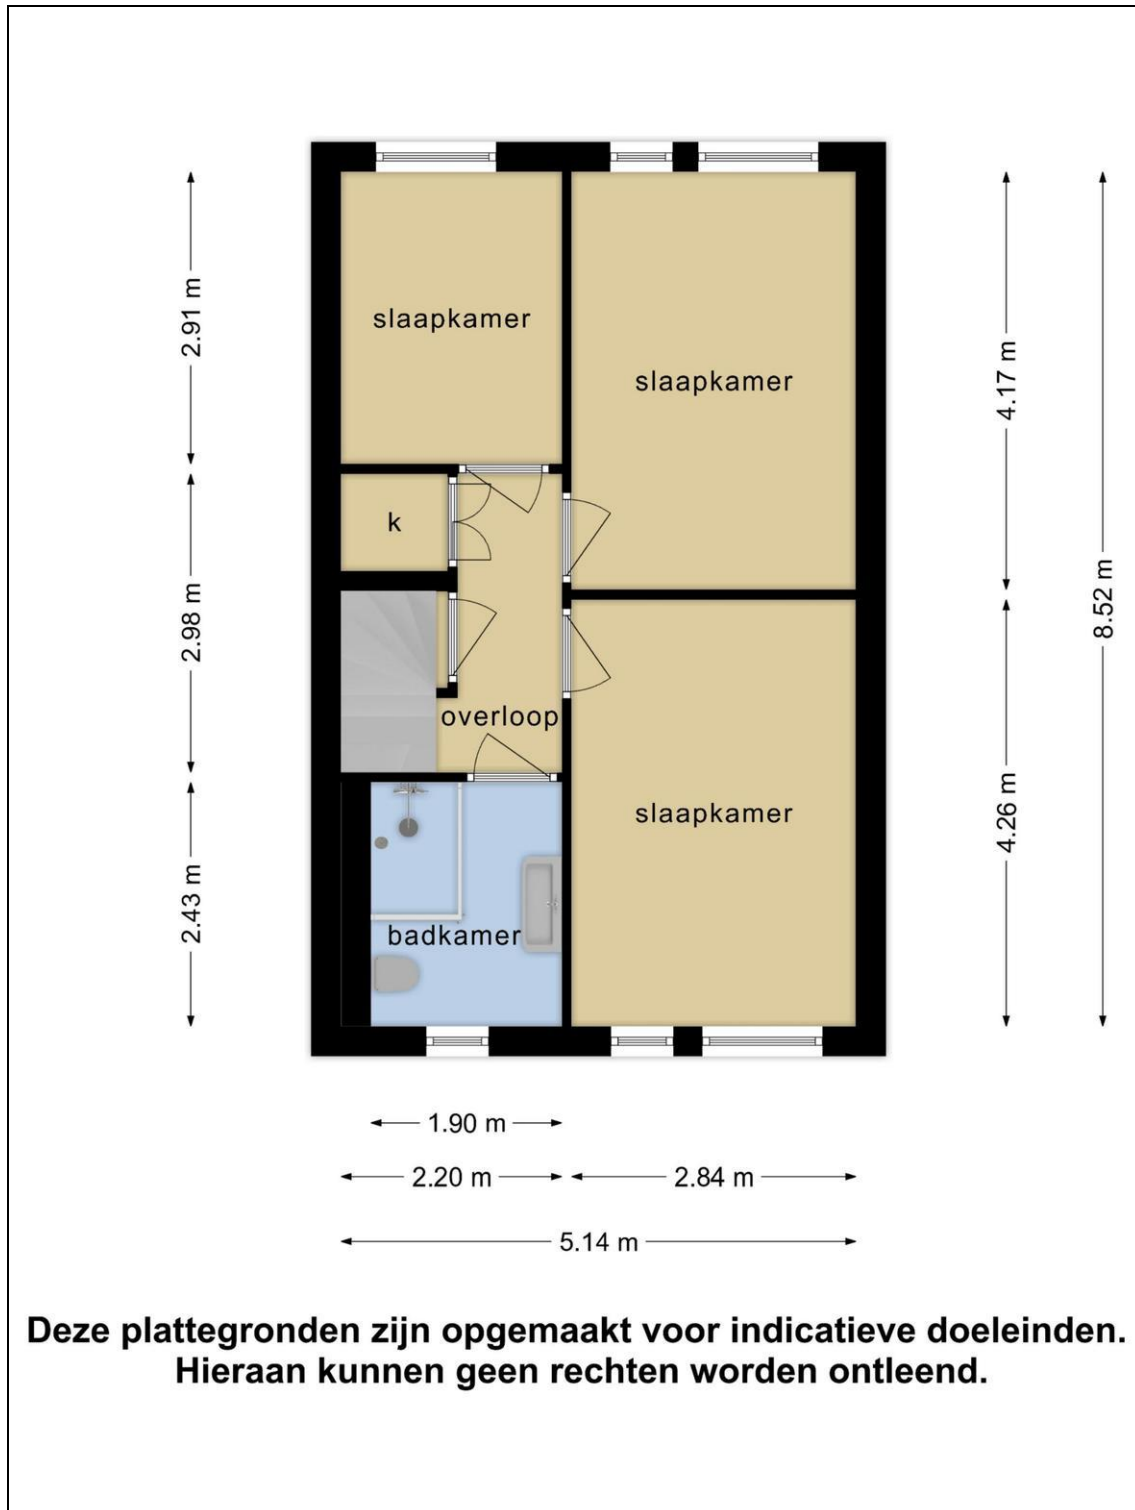 slaapkamer
slaapkamer
k
overloop
slaapkamer
badkamer
2.91 m
2.98 m
2.43 m
4.17 m
4.26 m
8.52 m
1.90 m
2.20 m
2.84 m
5.14 m
Deze plattegronden zijn opgemaakt voor indicatieve doeleinden.
Hieraan kunnen geen rechten worden ontleend.